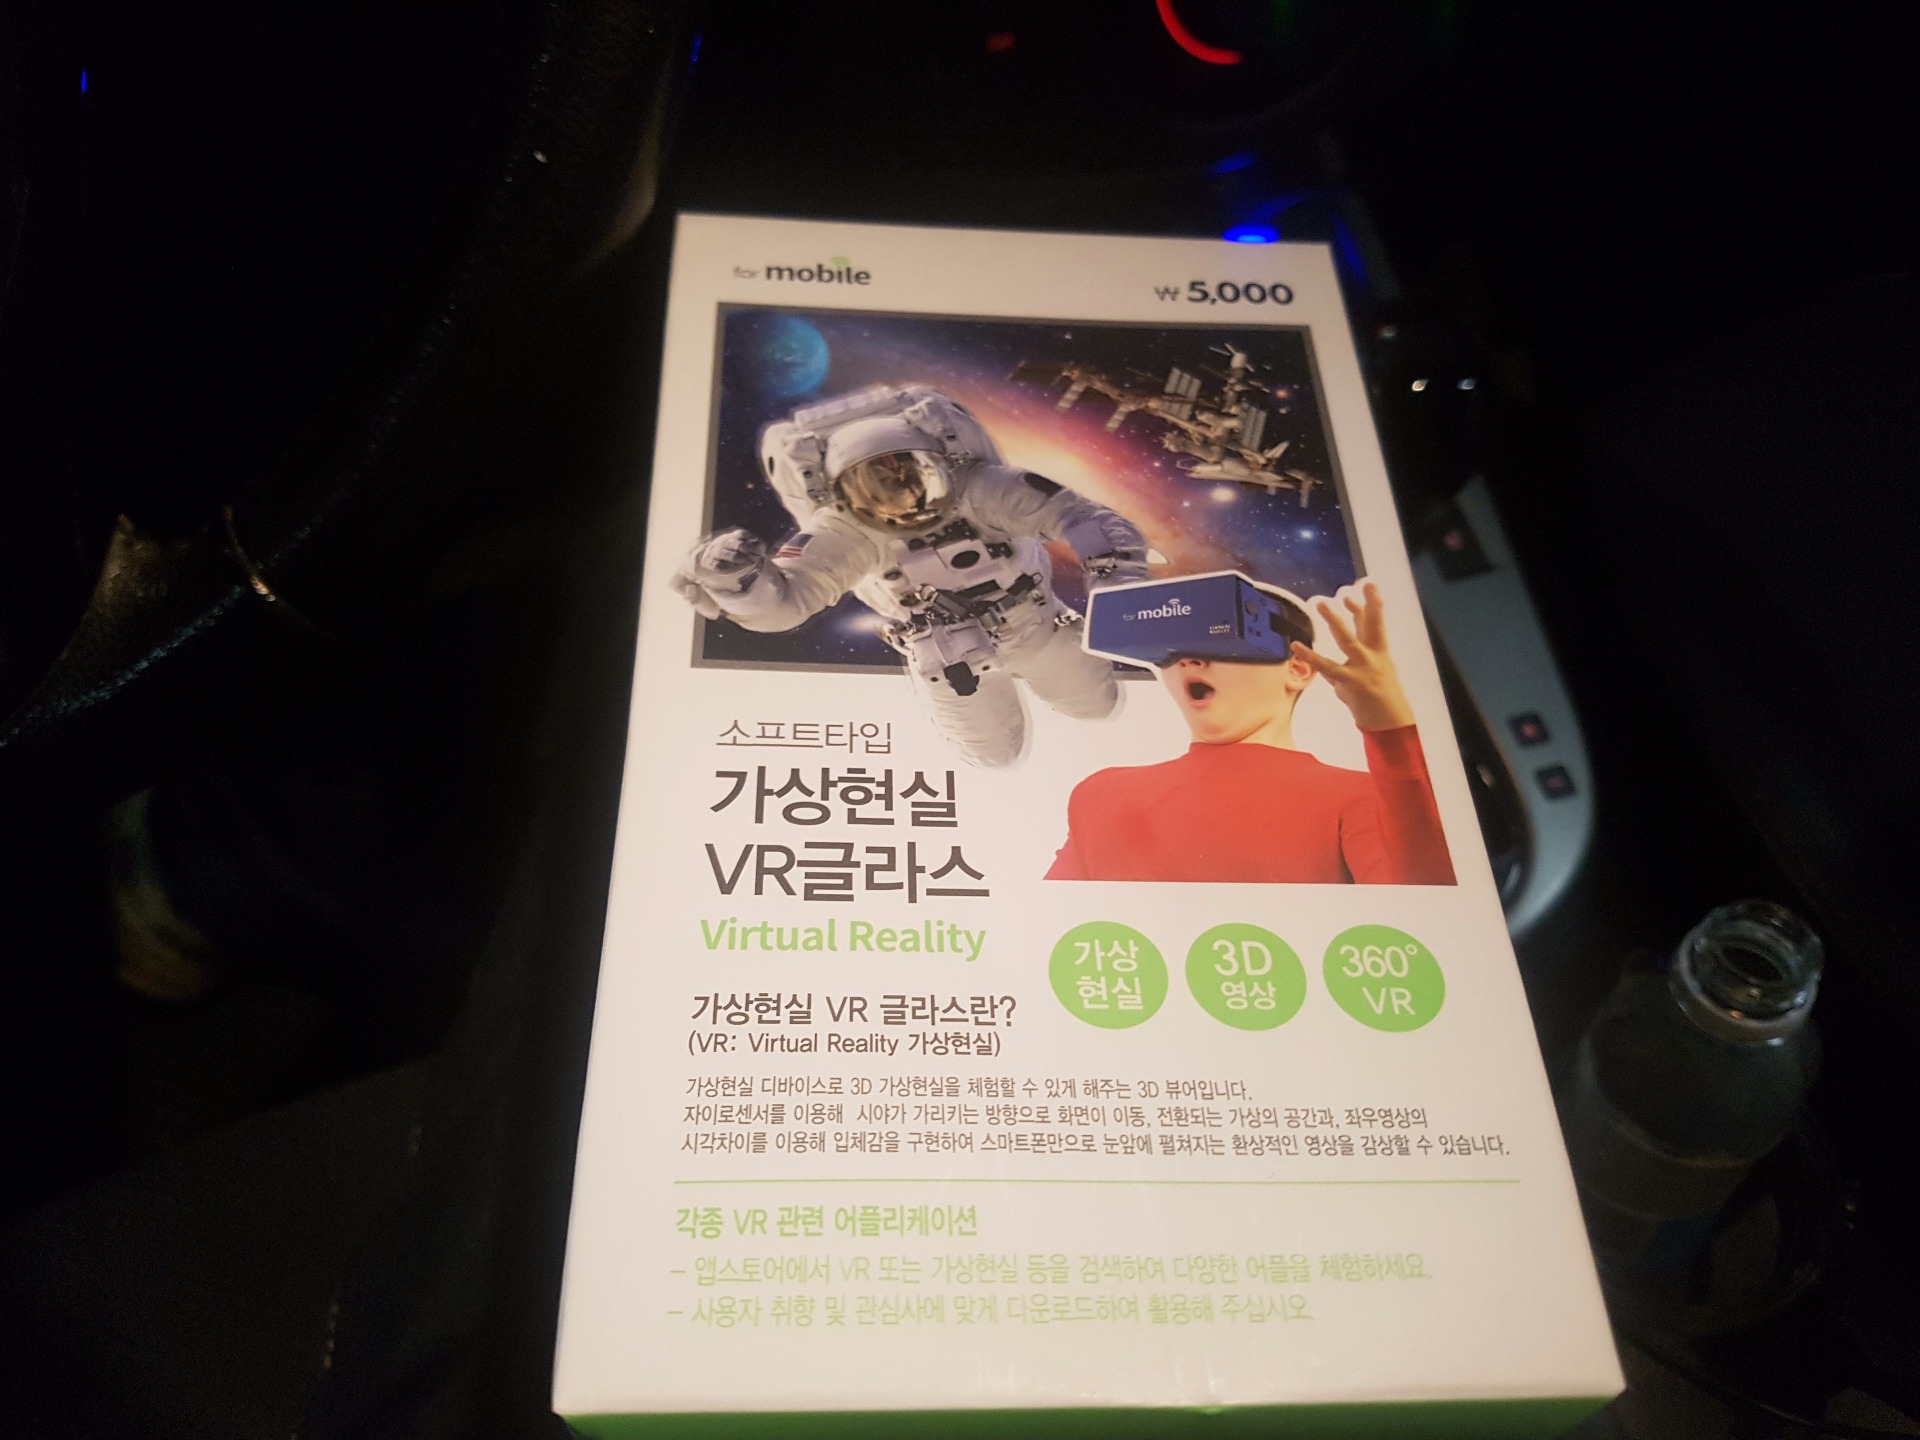 for mobile
₩ 5,000
for mobile
VIRTUAL
REALITY
소프트타입
가상현실
VR글라스
Virtual Reality
가상
현실
3D
영상
360°
VR
가상현실 VR 글라스란?
(VR: Virtual Reality 가상현실)
가상현실 디바이스로 3D 가상현실을 체험할 수 있게 해주는 3D 뷰어입니다.
자이로센서를 이용해 시야가 가리키는 방향으로 화면이 이동, 전환되는 가상의 공간과, 좌우영상의
시각차이를 이용해 입체감을 구현하여 스마트폰만으로 눈앞에 펼쳐지는 환상적인 영상을 감상할 수 있습니다.
각종 VR 관련 어플리케이션
- 앱스토어에서 VR 또는 가상현실 등을 검색하여 다양한 어플을 체험하세요.
- 사용자 취향 및 관심사에 맞게 다운로드하여 활용해 주십시오.